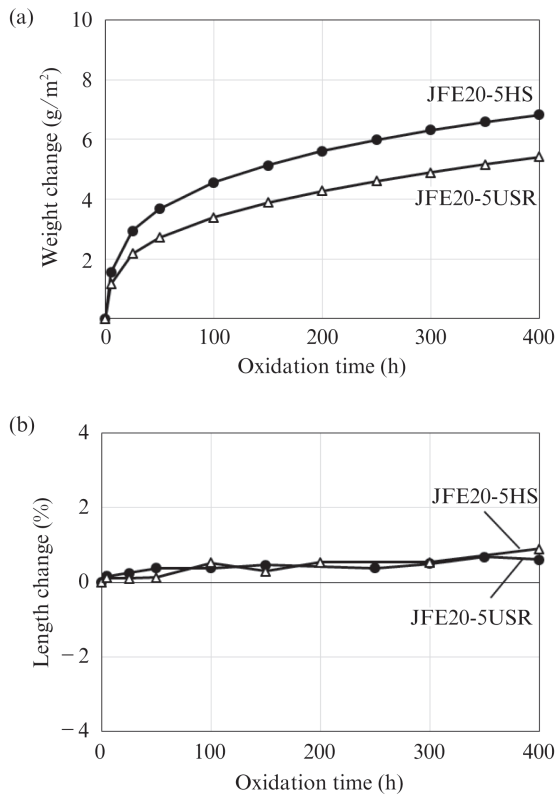 (a)
10
8
6
4
2
Weight change (g/m²)
JFE20-5HS
JFE20-5USR
0 100 200 300 400
Oxidation time (h)
(b)
4
2
0
−2
−4
Length change (%)
JFE20-5HS
JFE20-5USR
0 100 200 300 400
Oxidation time (h)